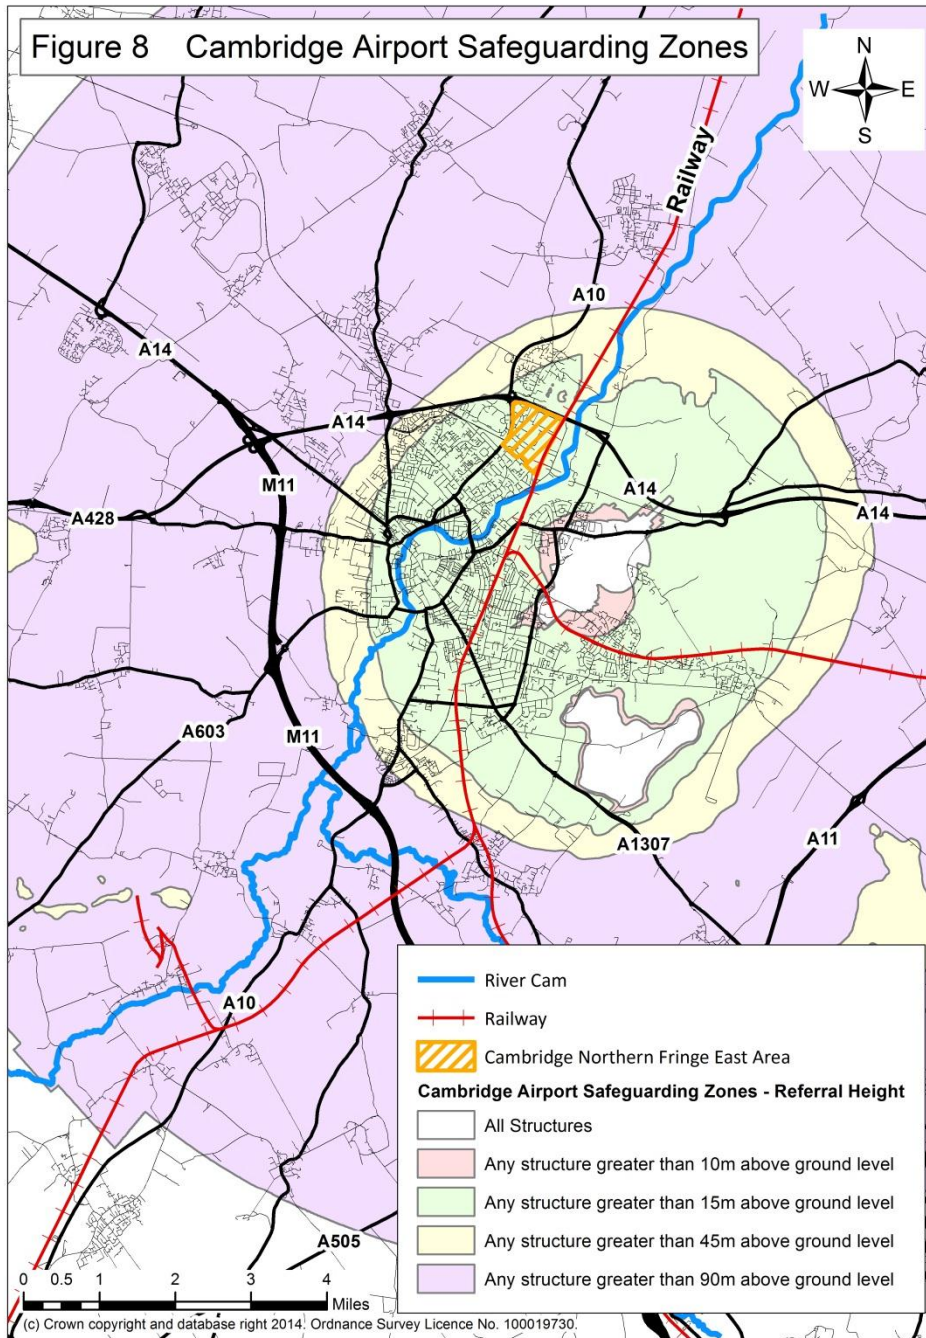 Figure 8 Cambridge Airport Safeguarding Zones
N
W E
S
Railway
A10
A14
A14
M11
A14
A428
A14
A603
M11
A1307
A11
A10
A505
River Cam
Railway
Cambridge Northern Fringe East Area
Cambridge Airport Safeguarding Zones - Referral Height
All Structures
Any structure greater than 10m above ground level
Any structure greater than 15m above ground level
Any structure greater than 45m above ground level
Any structure greater than 90m above ground level
0 0.5 1 2 3 4
Miles
(c) Crown copyright and database right 2014. Ordnance Survey Licence No. 100019730.